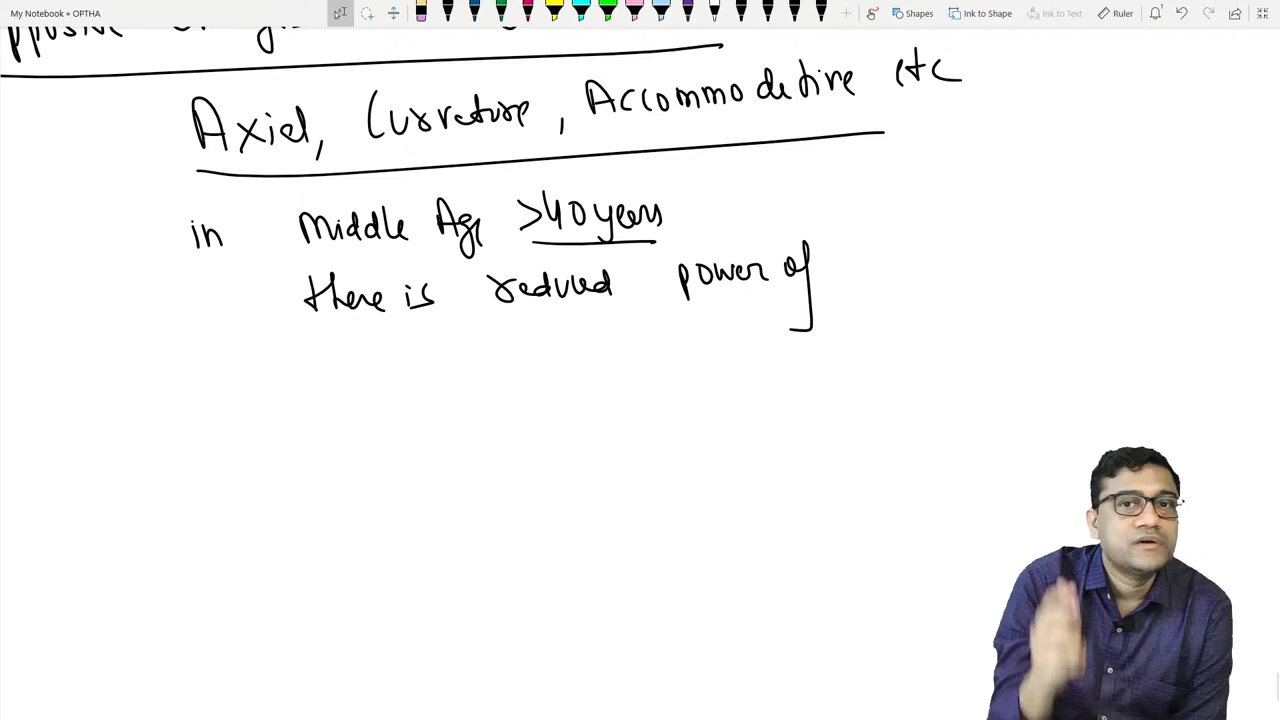 My Notebook » OPTHA
Shapes Ink to Shape Ink to Text Ruler
Axial, Curvature, Accommodative etc
in Middle Age >40 years
there is reduced power of